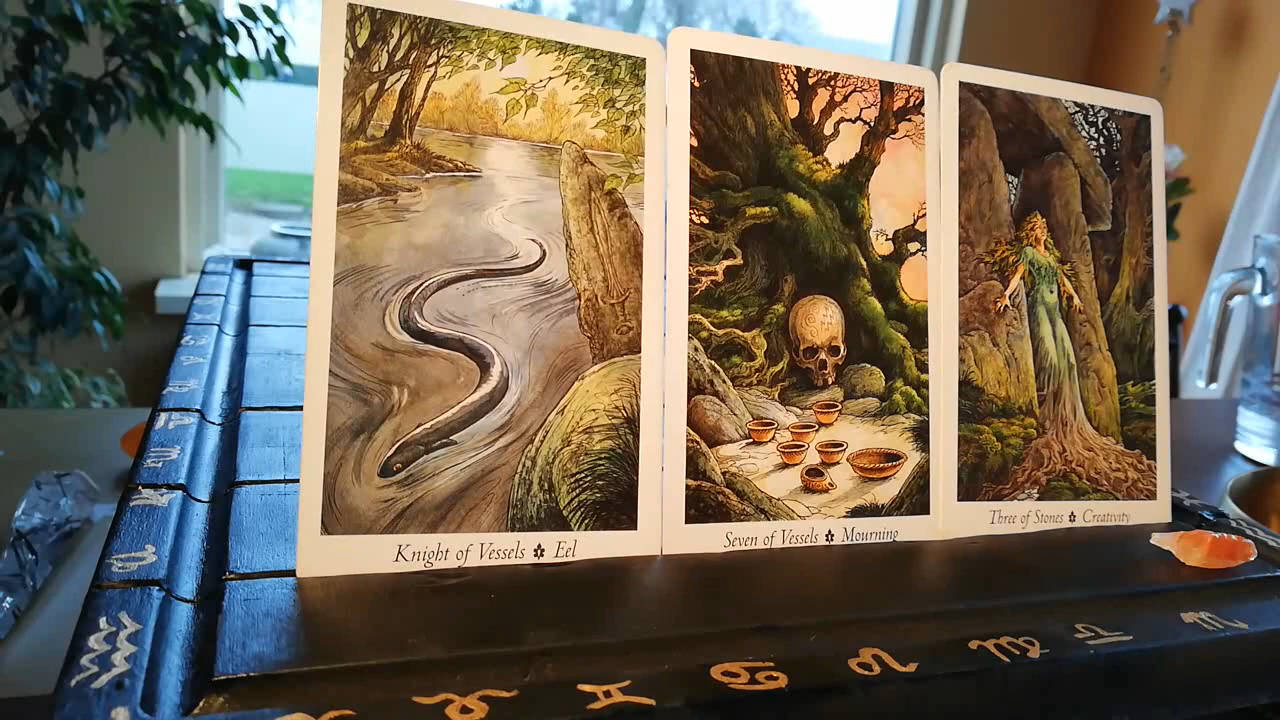 Knight of Vessels ✽ Eel
Seven of Vessels ✽ Mourning
Three of Stones ✽ Creativity
♉ ♊ ♋ ♌ ♍ ♎ ♏